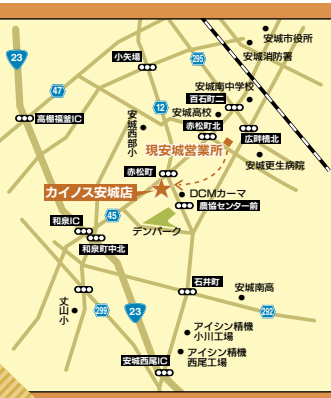 安城市役所
安城消防署
23
小矢場
295
47
安城南中学校
百石町二
12
安城高校
高棚福釜IC
安城西部小
赤松町北
広畔橋北
現安城営業所
安城更生病院
赤松町
カイノス安城店
DCMカーマ
農協センター前
和泉IC
45
デンパーク
和泉町中北
石井町
安城南高
丈山小
299
23
292
アイシン精機
小川工場
アイシン精機
西尾工場
安城西尾IC